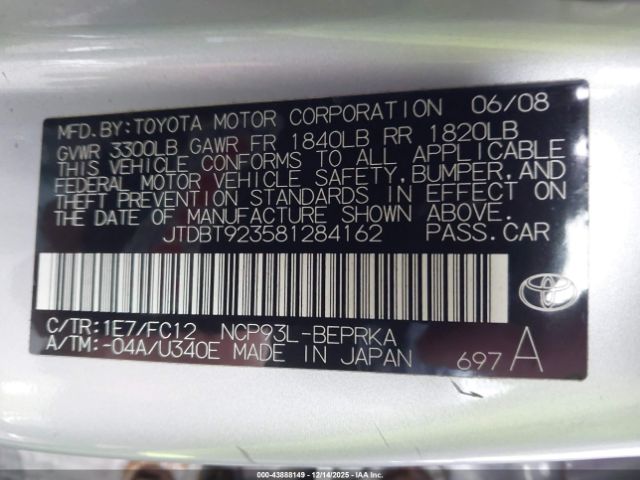 MFD.BY:TOYOTA MOTOR CORPORATION 06/08
GVWR 3300LB GAWR FR 1840LB RR 1820LB
THIS VEHICLE CONFORMS TO ALL APPLICABLE
FEDERAL MOTOR VEHICLE SAFETY,BUMPER,AND
THEFT PREVENTION STANDARDS IN EFFECT ON
THE DATE OF MANUFACTURE SHOWN ABOVE.
JTDBT923581284162 PASS.CAR
C/TR:1E7/FC12 NCP93L-BEPRKA
A/TM:-04A/U340E MADE IN JAPAN 697A
000-43888149 - 12/14/2025 - IAAI Inc.